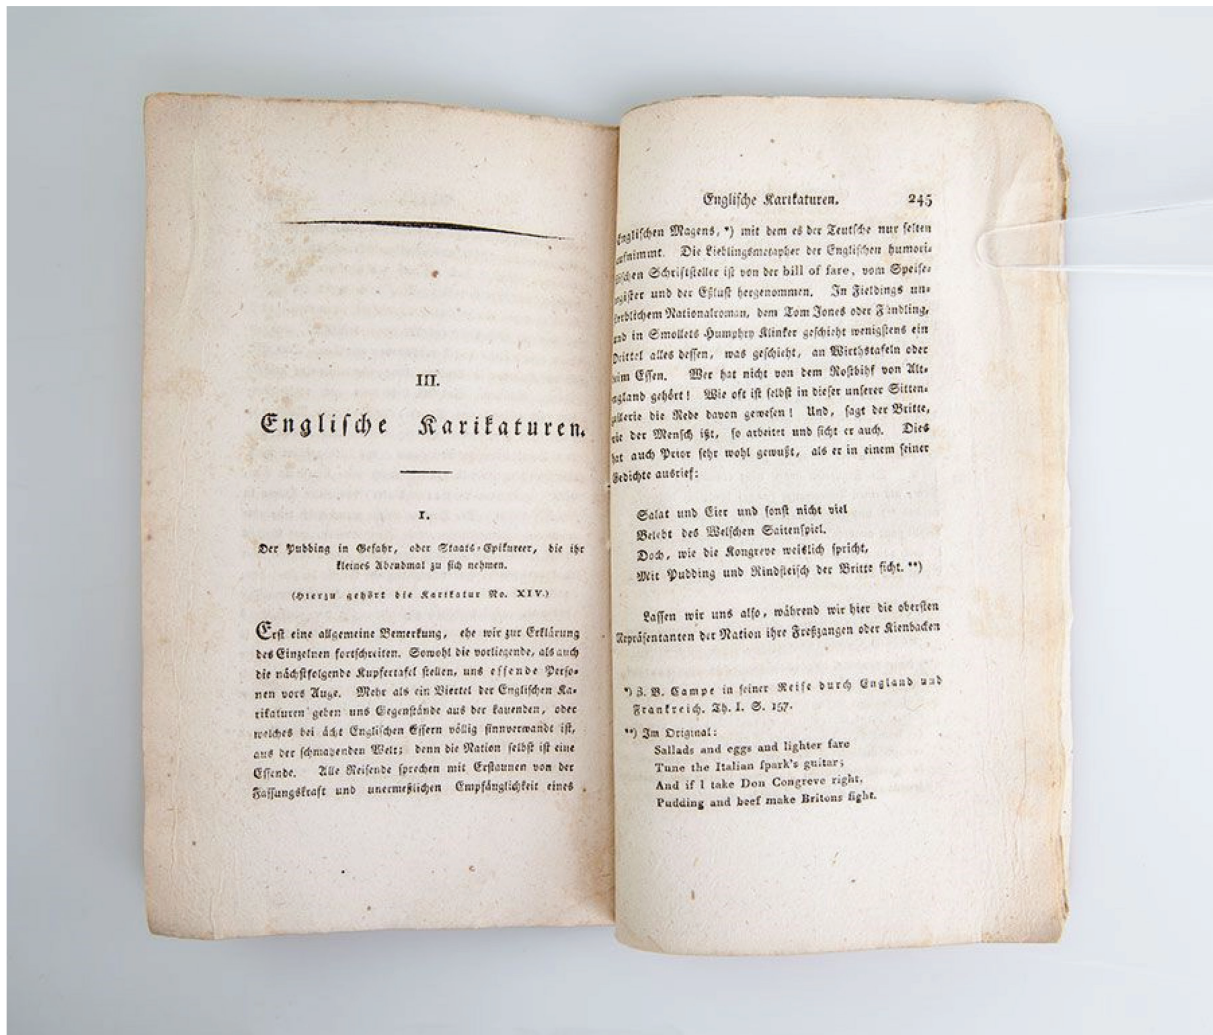 III.
Englische Karikaturen.
I.
Der Pudding in Gefahr, oder Staats-Epikureer, die ihr
kleines Abendmal zu sich nehmen.
(Hierzu gehört die Karikatur No. XIV.)
Erst eine allgemeine Bemerkung, ehe wir zur Erklärung
des Einzelnen fortschreiten. Sowohl die vorliegende, als auch
die nächstfolgende Kupfertafel stellen, uns essende Perso-
nen vors Auge. Mehr als ein Viertel der Englischen Ka-
rikaturen geben uns Gegenstände aus der kauenden, oder
welches bei ächt Englischen Essern völlig sinnverwandt ist,
aus der schmazenden Welt; denn die Nation selbst ist eine
Essende. Alle Reisende sprechen mit Erstaunen von der
Fassungskraft und unermeßlichen Empfänglichkeit eines
Englische Karikaturen. 245
Englischen Magens, *) mit dem es der Teutsche nur selten
aufnimmt. Die Lieblingsmetapher der Englischen humori-
stischen Schriftsteller ist von der bill of fare, vom Speise-
register und der Eßlust hergenommen. In Fieldings un-
sterblichem Nationalroman, dem Tom Jones oder Findling,
und in Smollets Humphry Klinker geschieht wenigstens ein
Drittel alles dessen, was geschieht, an Wirthstafeln oder
beim Essen. Wer hat nicht von dem Rostbihf von Alt-
england gehört! Wie oft ist selbst in dieser unserer Sitten-
gallerie die Rede davon gewesen! Und, sagt der Britte,
wie der Mensch ißt, so arbeitet und ficht er auch. Dies
hat auch Prior sehr wohl gewußt, als er in einem seiner
Gedichte ausrief:
Salat und Eier und sonst nicht viel
Belebt des Welschen Saitenspiel.
Doch, wie die Kongreve weislich spricht,
Mit Pudding und Rindfleisch der Britte ficht. **)
Lassen wir uns also, während wir hier die obersten
Repräsentanten der Nation ihre Freßzangen oder Kienbacken
*) Z. B. Campe in seiner Reise durch England und
Frankreich. Th. I. S. 157.
**) Im Original:
Sallads and eggs and lighter fare
Tune the Italian spark's guitar;
And if I take Don Congreve right,
Pudding and beef make Britons fight.